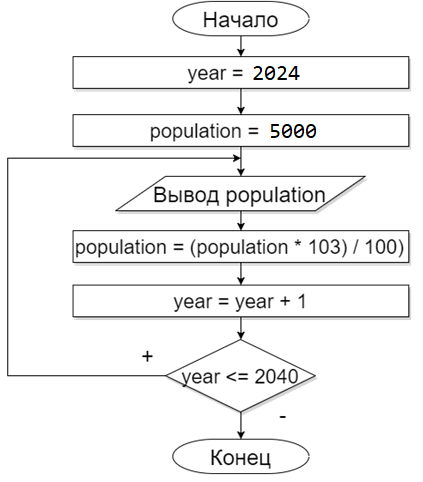 Начало
year = 2024
population = 5000
Вывод population
population = (population * 103) / 100)
year = year + 1
+
year <= 2040
-
Конец